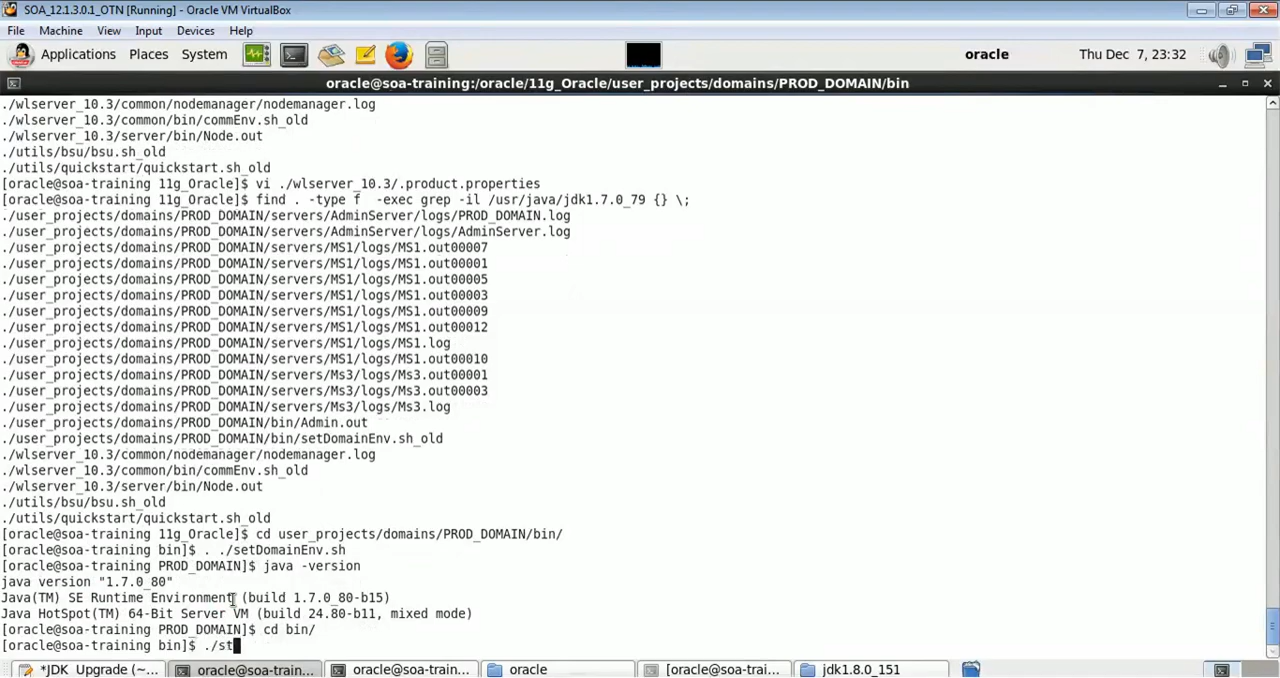 SOA_12.1.3.0.1_OTN [Running] - Oracle VM VirtualBox
File Machine View Input Devices Help
Applications Places System oracle Thu Dec 7, 23:32
oracle@soa-training:/oracle/11g_Oracle/user_projects/domains/PROD_DOMAIN/bin
./wlserver_10.3/common/nodemanager/nodemanager.log
./wlserver_10.3/common/bin/commEnv.sh_old
./wlserver_10.3/server/bin/Node.out
./utils/bsu/bsu.sh_old
./utils/quickstart/quickstart.sh_old
[oracle@soa-training 11g_Oracle]$ vi ./wlserver_10.3/.product.properties
[oracle@soa-training 11g_Oracle]$ find . -type f  -exec grep -il /usr/java/jdk1.7.0_79 {} \;
./user_projects/domains/PROD_DOMAIN/servers/AdminServer/logs/PROD_DOMAIN.log
./user_projects/domains/PROD_DOMAIN/servers/AdminServer/logs/AdminServer.log
./user_projects/domains/PROD_DOMAIN/servers/MS1/logs/MS1.out00007
./user_projects/domains/PROD_DOMAIN/servers/MS1/logs/MS1.out00001
./user_projects/domains/PROD_DOMAIN/servers/MS1/logs/MS1.out00005
./user_projects/domains/PROD_DOMAIN/servers/MS1/logs/MS1.out00003
./user_projects/domains/PROD_DOMAIN/servers/MS1/logs/MS1.out00009
./user_projects/domains/PROD_DOMAIN/servers/MS1/logs/MS1.out00012
./user_projects/domains/PROD_DOMAIN/servers/MS1/logs/MS1.log
./user_projects/domains/PROD_DOMAIN/servers/MS1/logs/MS1.out00010
./user_projects/domains/PROD_DOMAIN/servers/Ms3/logs/Ms3.out00001
./user_projects/domains/PROD_DOMAIN/servers/Ms3/logs/Ms3.out00003
./user_projects/domains/PROD_DOMAIN/servers/Ms3/logs/Ms3.log
./user_projects/domains/PROD_DOMAIN/bin/Admin.out
./user_projects/domains/PROD_DOMAIN/bin/setDomainEnv.sh_old
./wlserver_10.3/common/nodemanager/nodemanager.log
./wlserver_10.3/common/bin/commEnv.sh_old
./wlserver_10.3/server/bin/Node.out
./utils/bsu/bsu.sh_old
./utils/quickstart/quickstart.sh_old
[oracle@soa-training 11g_Oracle]$ cd user_projects/domains/PROD_DOMAIN/bin/
[oracle@soa-training bin]$ . ./setDomainEnv.sh
[oracle@soa-training PROD_DOMAIN]$ java -version
java version "1.7.0_80"
Java(TM) SE Runtime Environment (build 1.7.0_80-b15)
Java HotSpot(TM) 64-Bit Server VM (build 24.80-b11, mixed mode)
[oracle@soa-training PROD_DOMAIN]$ cd bin/
[oracle@soa-training bin]$ ./st
*JDK Upgrade (~... oracle@soa-train... oracle@soa-train... oracle [oracle@soa-trai... jdk1.8.0_151